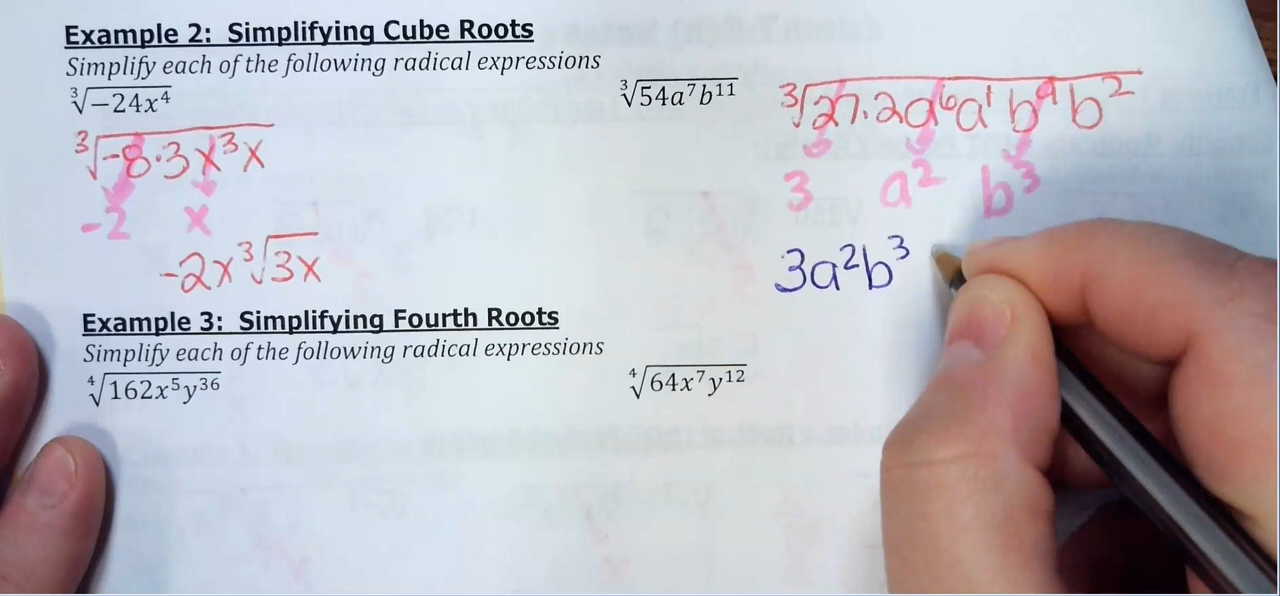 Example 2: Simplifying Cube Roots
Simplify each of the following radical expressions
∛−24x⁴
∛54a⁷b¹¹
∛27·2a⁶a¹b⁹b²
∛-8·3x³x
3 a² b³
-2 x
3a²b³
-2x∛3x
Example 3: Simplifying Fourth Roots
Simplify each of the following radical expressions
∜162x⁵y³⁶
∜64x⁷y¹²